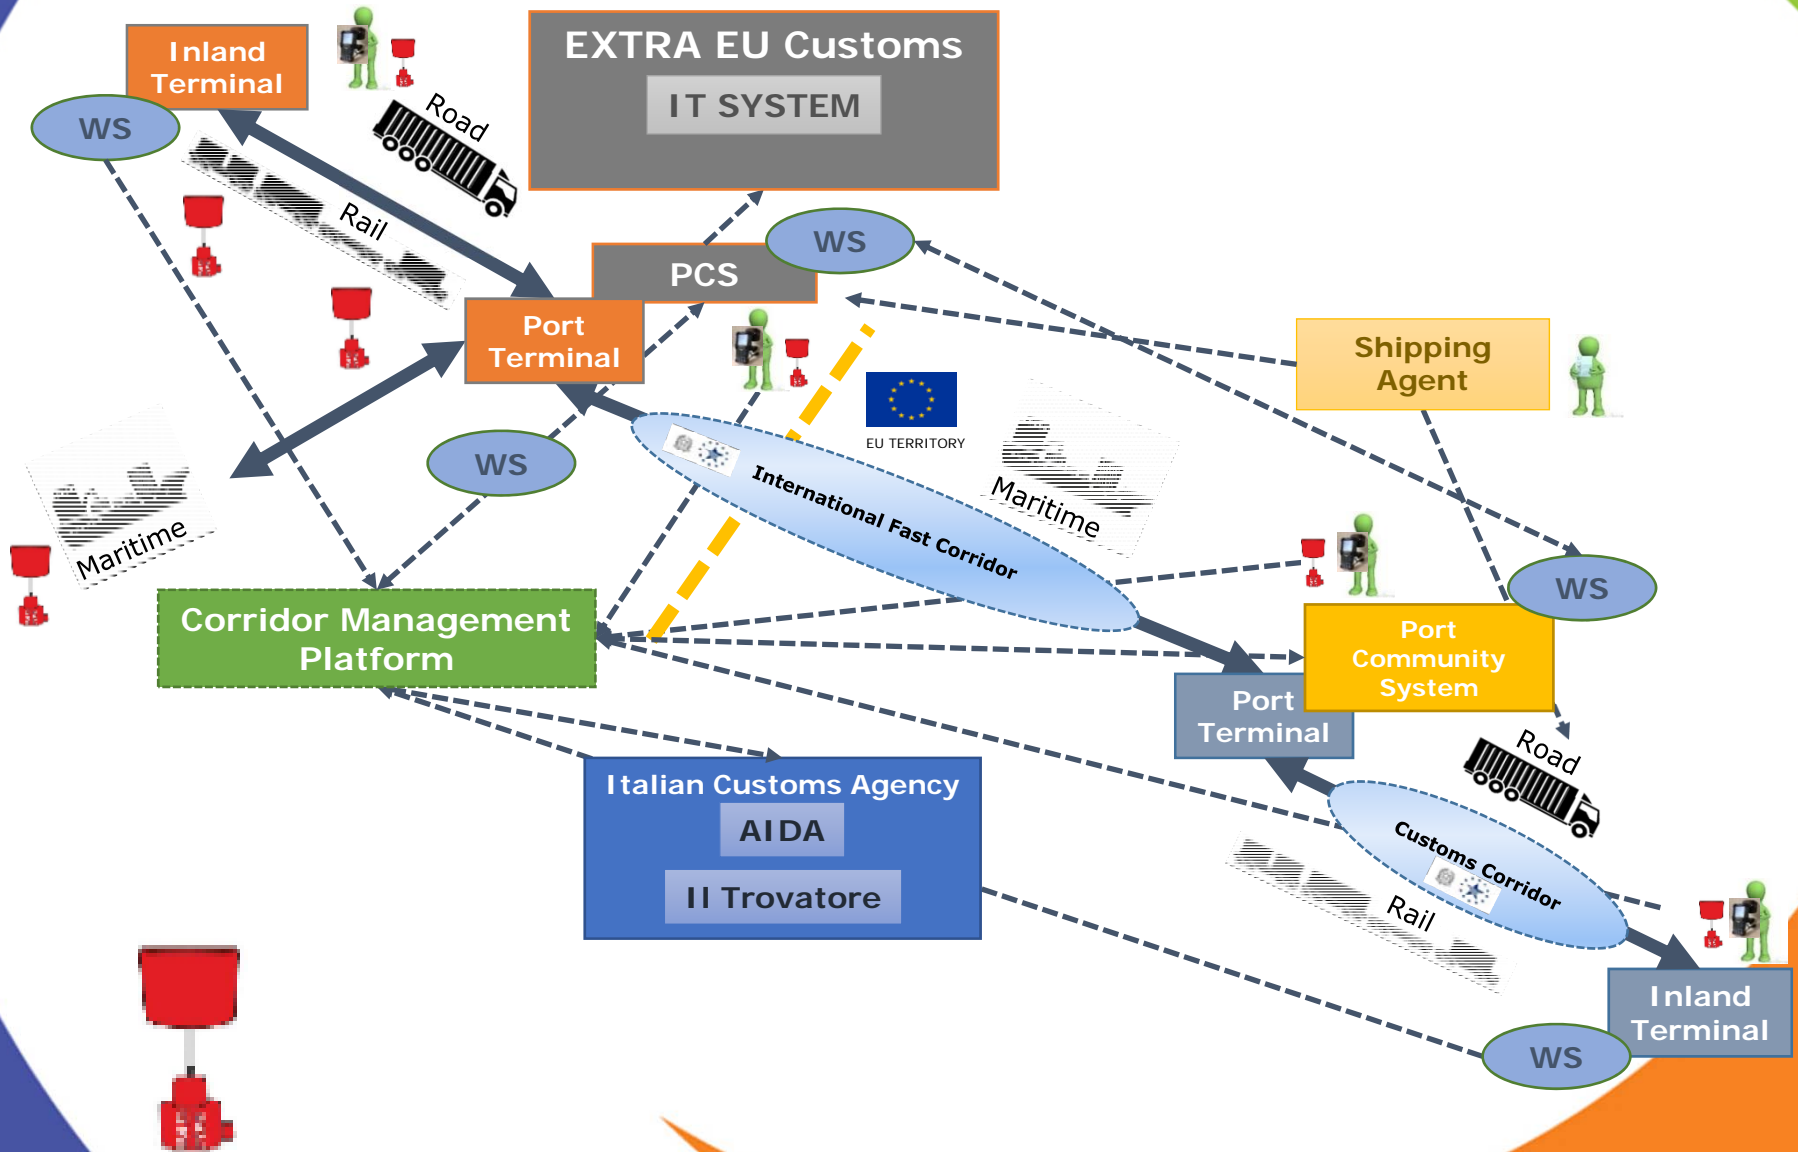 Inland
Terminal
WS
Road
Rail
EXTRA EU Customs
IT SYSTEM
WS
PCS
Port
Terminal
Shipping
Agent
EU TERRITORY
WS
International Fast Corridor
Maritime
Maritime
WS
Corridor Management
Platform
Port
Community
System
Port
Terminal
Road
Italian Customs Agency
AIDA
Il Trovatore
Customs Corridor
Rail
Inland
Terminal
WS